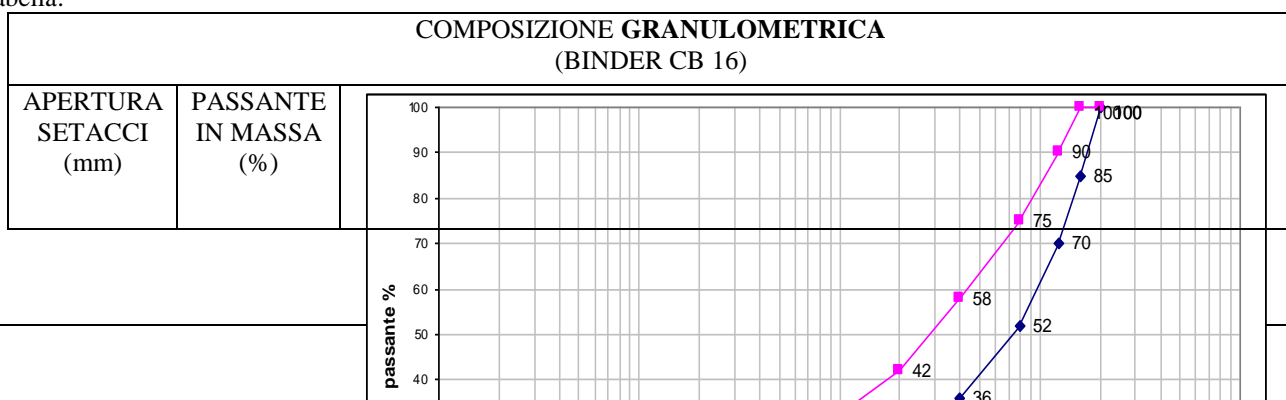 COMPOSIZIONE GRANULOMETRICA
(BINDER CB 16)
APERTURA
SETACCI
(mm)
PASSANTE
IN MASSA
(%)
passante %
100
90
80
70
60
50
40
100
100
90
85
75
70
58
52
42
36